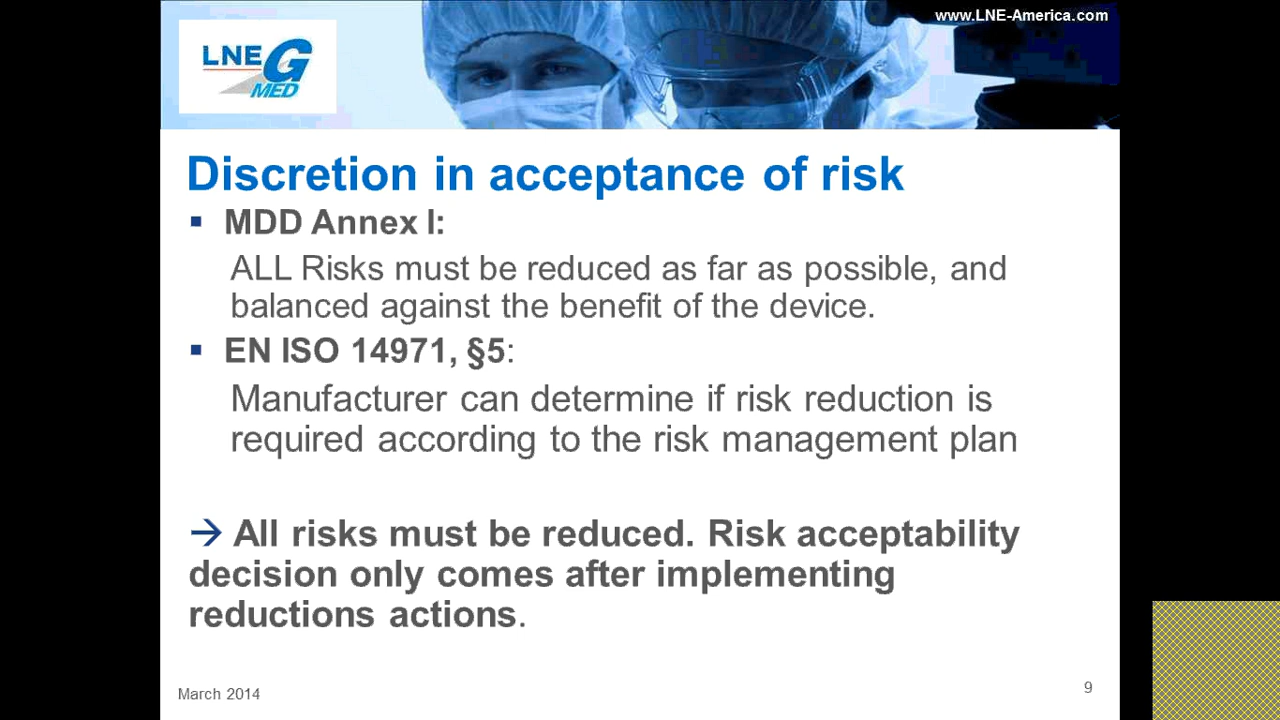 www.LNE-America.com
LNE G
MED
Discretion in acceptance of risk
▪ MDD Annex I:
ALL Risks must be reduced as far as possible, and
balanced against the benefit of the device.
▪ EN ISO 14971, §5:
Manufacturer can determine if risk reduction is
required according to the risk management plan
→ All risks must be reduced. Risk acceptability
decision only comes after implementing
reductions actions.
March 2014
9